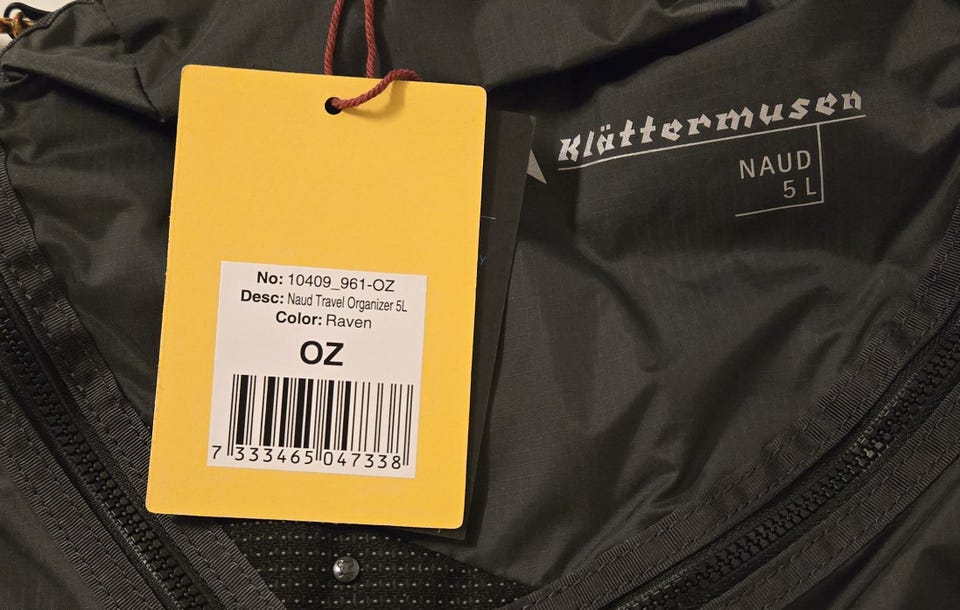 No: 10409_961-OZ
Desc: Naud Travel Organizer 5L
Color: Raven
OZ
7 333465 047338
Klättermusen
NAUD
5 L